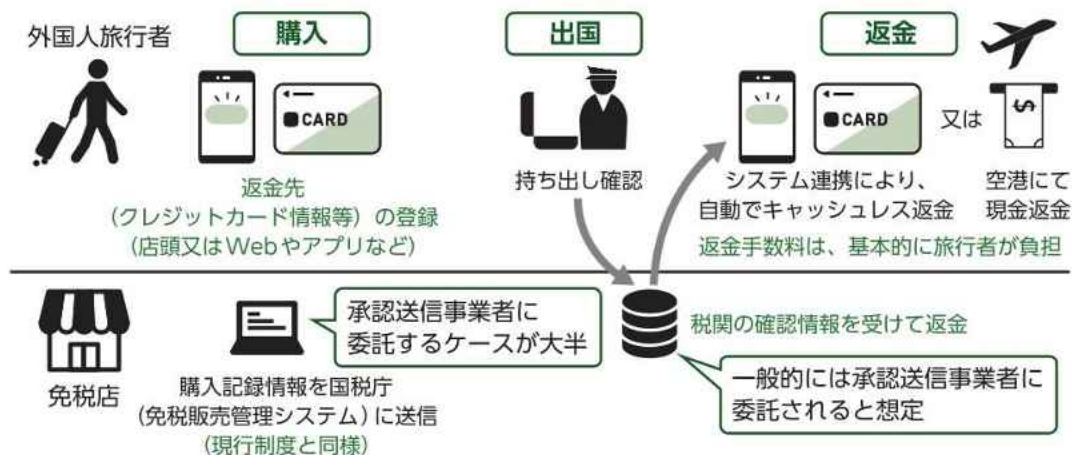 外国人旅行者
購入
出国
返金
CARD
CARD
又は
$
返金先
(クレジットカード情報等)の登録
(店頭又はWebやアプリなど)
持ち出し確認
システム連携により、
自動でキャッシュレス返金
空港にて
現金返金
返金手数料は、基本的に旅行者が負担
免税店
承認送信事業者に
委託するケースが大半
購入記録情報を国税庁
(免税販売管理システム)に送信
(現行制度と同様)
税関の確認情報を受けて返金
一般的には承認送信事業者に
委託されると想定